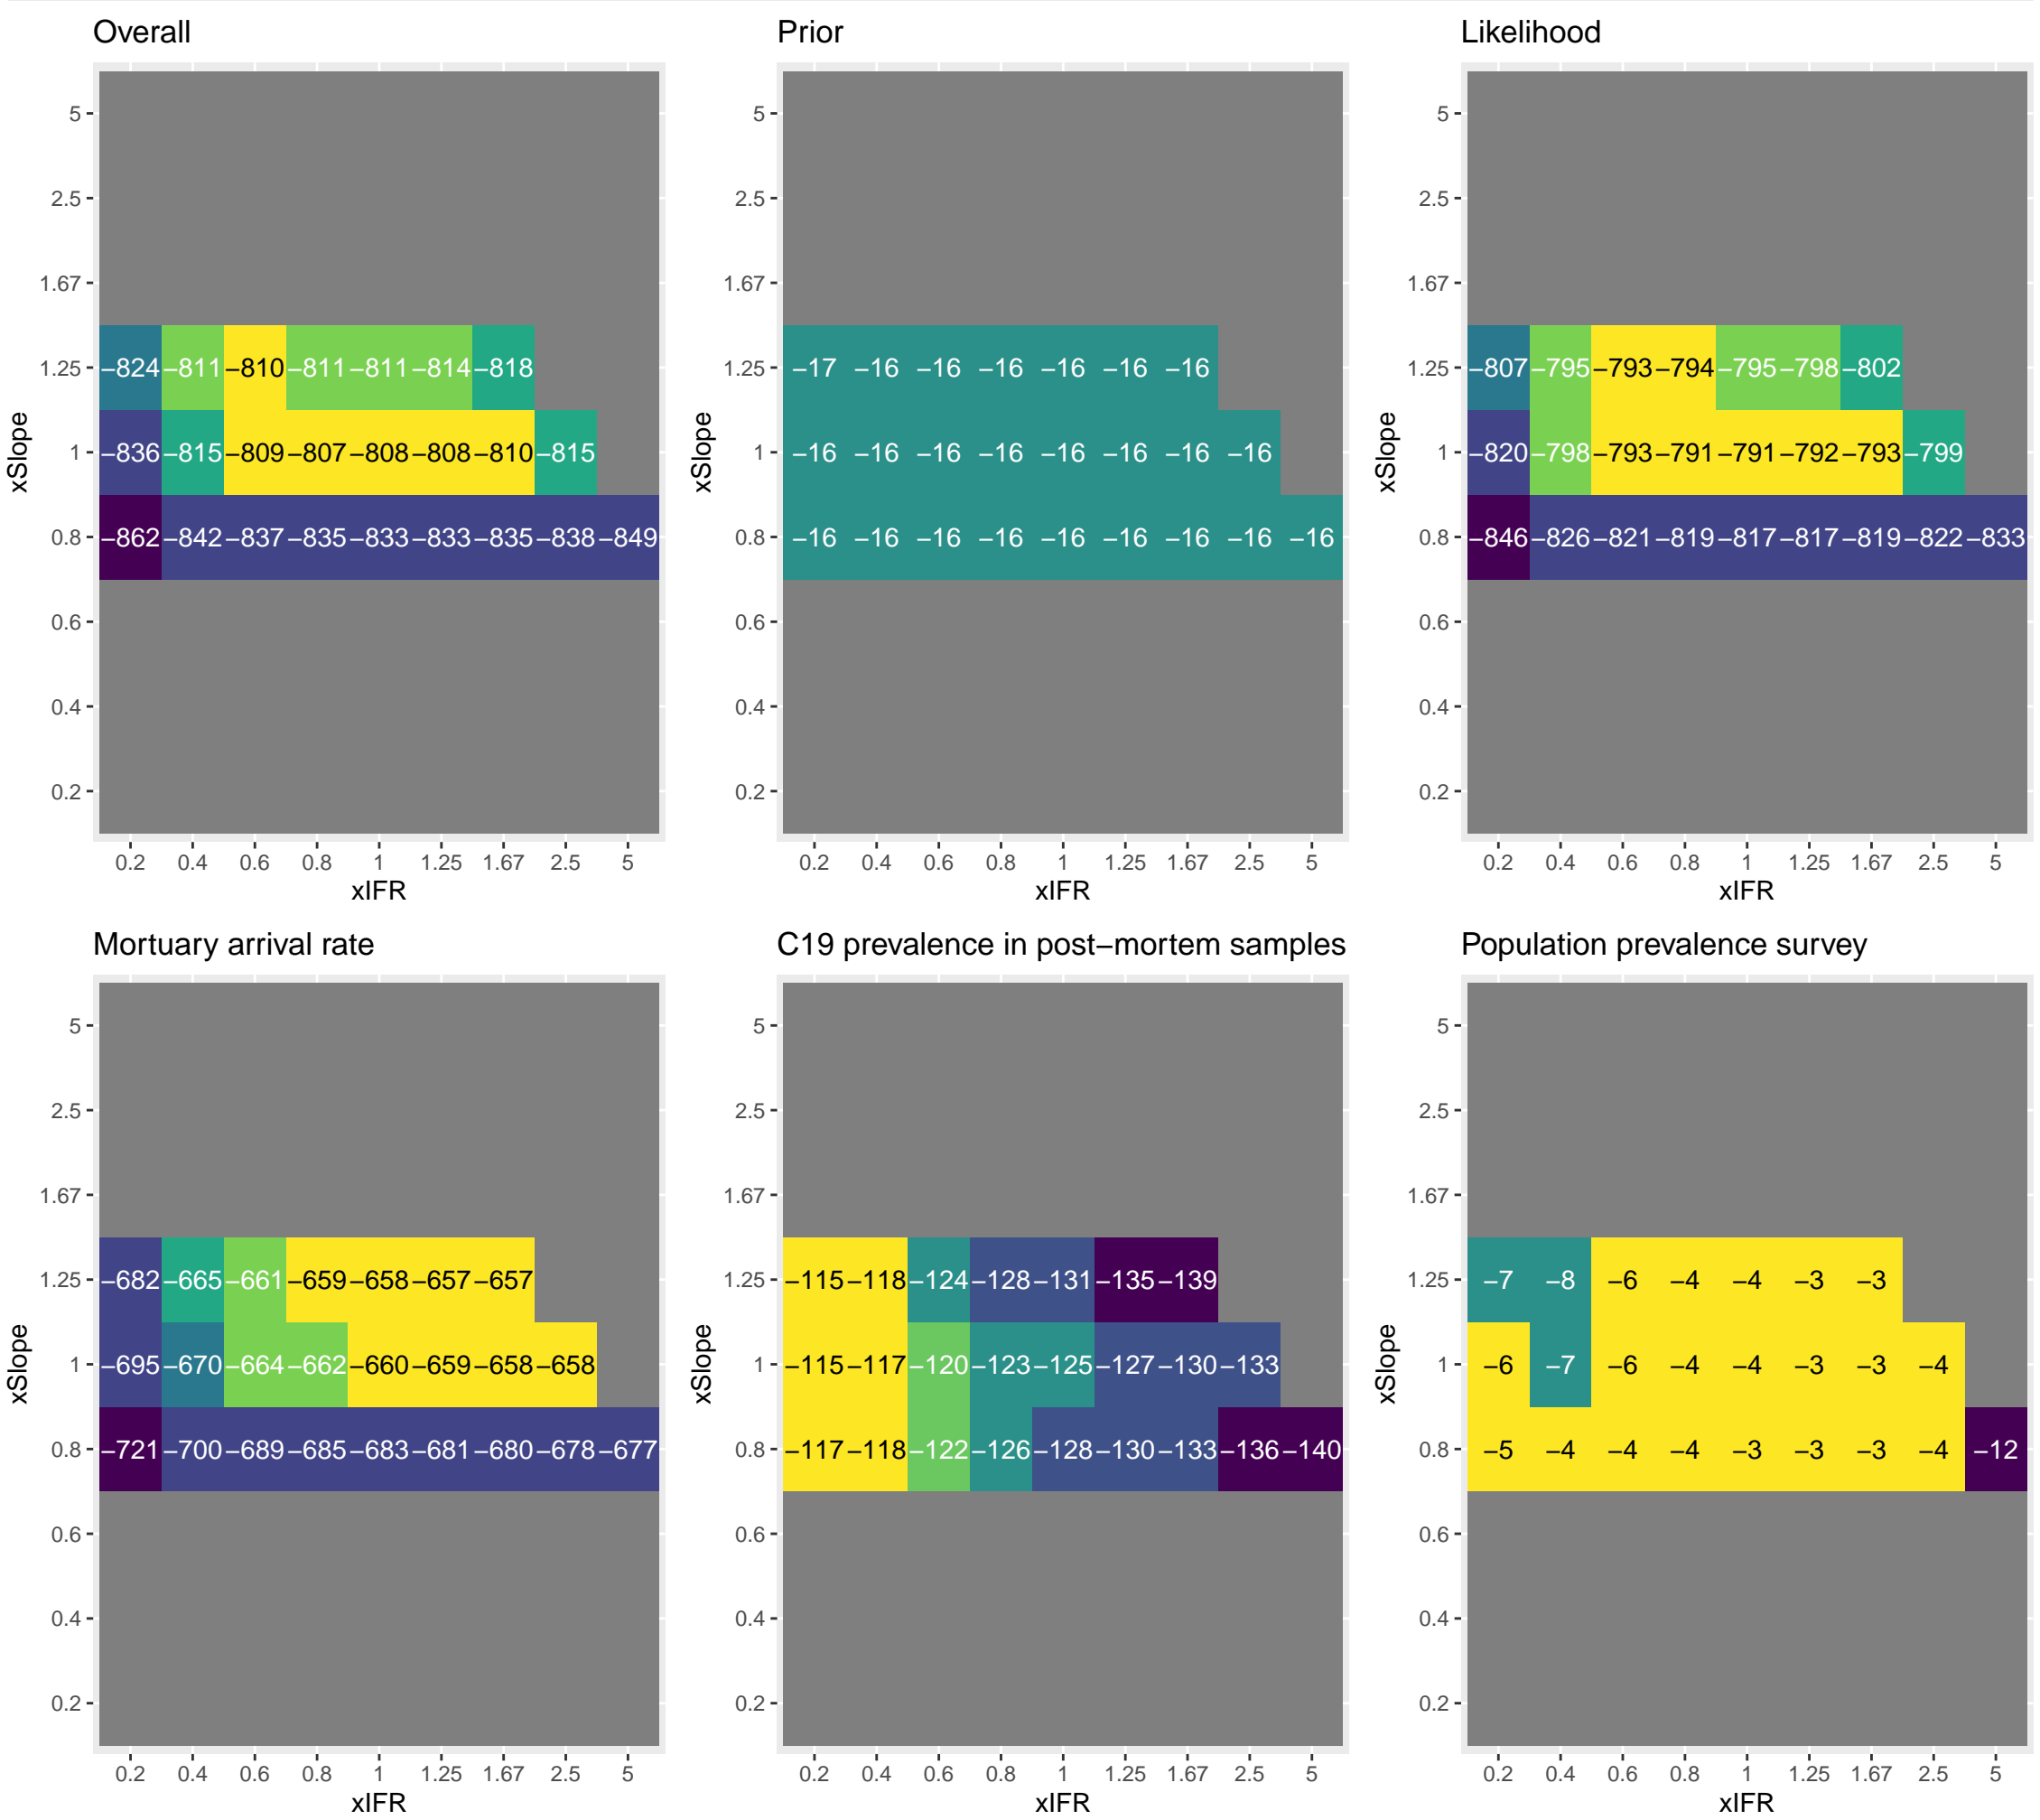 Overall
Prior
Likelihood
5
2.5
1.67
1.25
1
0.8
0.6
0.4
0.2
xSlope
−824 −811 −810 −811 −811 −814 −818
−836 −815 −809 −807 −808 −808 −810 −815
−862 −842 −837 −835 −833 −833 −835 −838 −849
0.2 0.4 0.6 0.8 1 1.25 1.67 2.5 5
xIFR
5
2.5
1.67
1.25
1
0.8
0.6
0.4
0.2
xSlope
−17 −16 −16 −16 −16 −16 −16
−16 −16 −16 −16 −16 −16 −16 −16
−16 −16 −16 −16 −16 −16 −16 −16 −16
0.2 0.4 0.6 0.8 1 1.25 1.67 2.5 5
xIFR
5
2.5
1.67
1.25
1
0.8
0.6
0.4
0.2
xSlope
−807 −795 −793 −794 −795 −798 −802
−820 −798 −793 −791 −791 −792 −793 −799
−846 −826 −821 −819 −817 −817 −819 −822 −833
0.2 0.4 0.6 0.8 1 1.25 1.67 2.5 5
xIFR
Mortuary arrival rate
C19 prevalence in post−mortem samples
Population prevalence survey
5
2.5
1.67
1.25
1
0.8
0.6
0.4
0.2
xSlope
−682 −665 −661 −659 −658 −657 −657
−695 −670 −664 −662 −660 −659 −658 −658
−721 −700 −689 −685 −683 −681 −680 −678 −677
0.2 0.4 0.6 0.8 1 1.25 1.67 2.5 5
xIFR
5
2.5
1.67
1.25
1
0.8
0.6
0.4
0.2
xSlope
−115 −118 −124 −128 −131 −135 −139
−115 −117 −120 −123 −125 −127 −130 −133
−117 −118 −122 −126 −128 −130 −133 −136 −140
0.2 0.4 0.6 0.8 1 1.25 1.67 2.5 5
xIFR
5
2.5
1.67
1.25
1
0.8
0.6
0.4
0.2
xSlope
−7 −8 −6 −4 −4 −3 −3
−6 −7 −6 −4 −4 −3 −3 −4
−5 −4 −4 −4 −3 −3 −3 −4 −12
0.2 0.4 0.6 0.8 1 1.25 1.67 2.5 5
xIFR